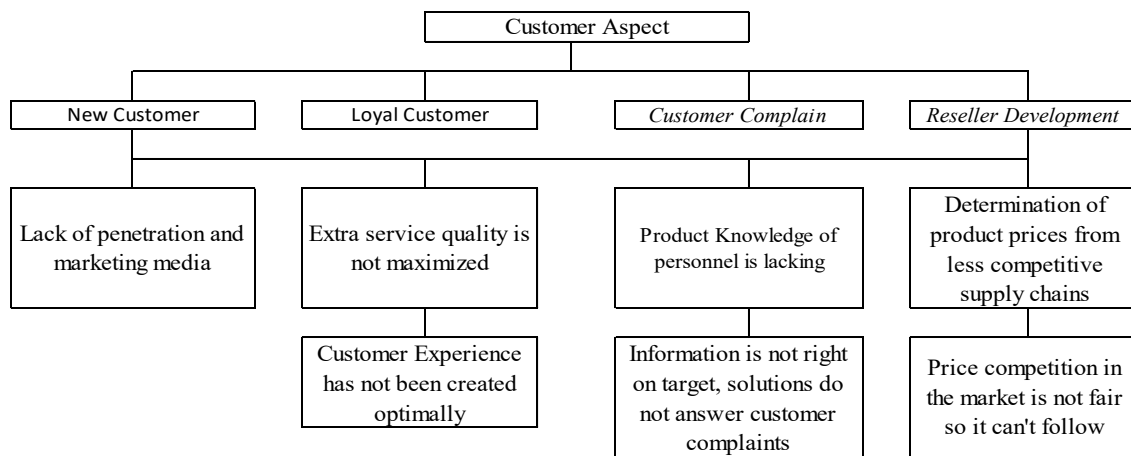 Customer Aspect
New Customer
Loyal Customer
Customer Complain
Reseller Development
Lack of penetration and
marketing media
Extra service quality is
not maximized
Product Knowledge of
personnel is lacking
Determination of
product prices from
less competitive
supply chains
Customer Experience
has not been created
optimally
Information is not right
on target, solutions do
not answer customer
complaints
Price competition in
the market is not fair
so it can't follow